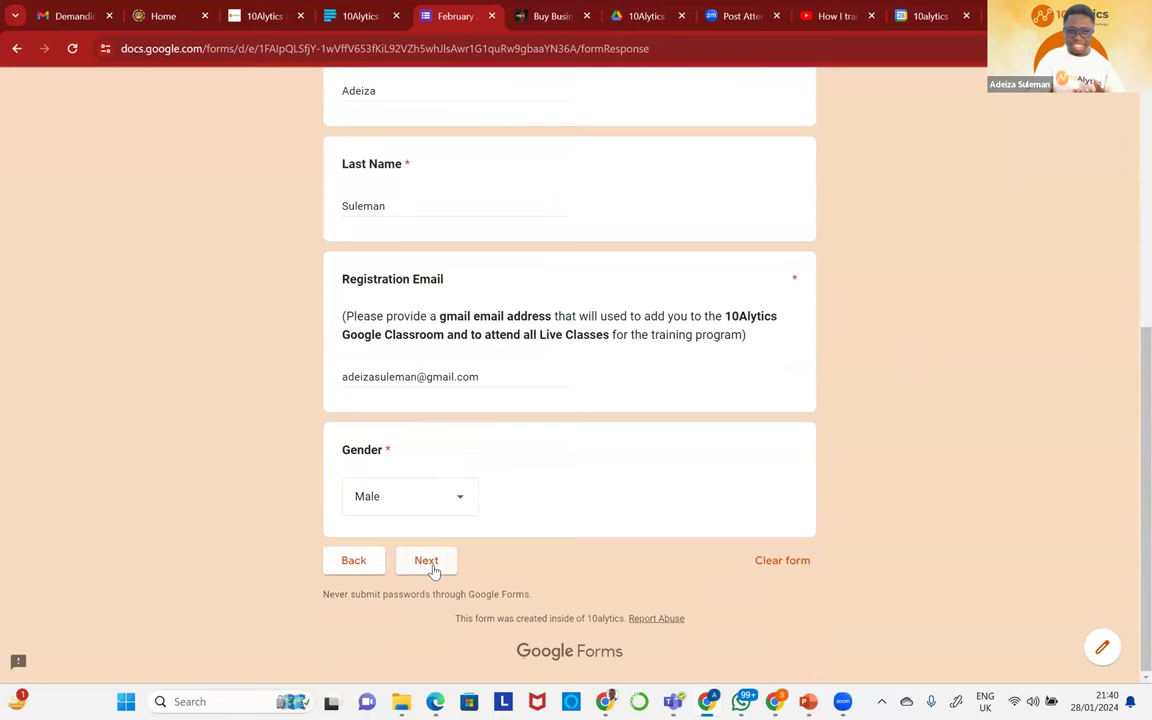 Demandin
Home
10Alytics
10Alytics
February
Buy Busin
10Alytics
Post Atte
How I tra
10alytics
docs.google.com/forms/d/e/1FAIpQLSfjY-1wVffV653fKiL92VZh5whJlsAwr1G1quRw9gbaaYN36A/formResponse
Adeiza Suleman
Adeiza
Last Name *
Suleman
Registration Email *
(Please provide a gmail email address that will used to add you to the 10Alytics
Google Classroom and to attend all Live Classes for the training program)
adeizasuleman@gmail.com
Gender *
Male
Back
Next
Clear form
Never submit passwords through Google Forms.
This form was created inside of 10alytics. Report Abuse
Google Forms
Search
99+
ENG
UK
21:40
28/01/2024